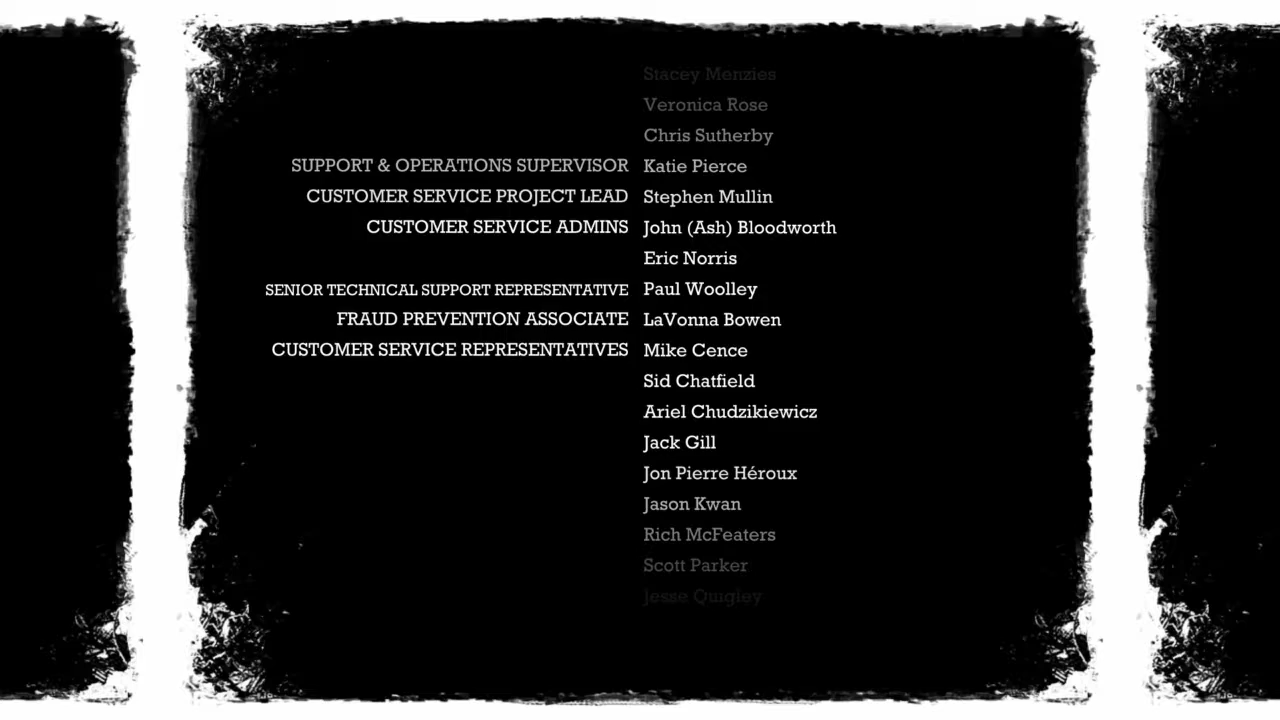 Stacey Menzies
Veronica Rose
Chris Sutherby
SUPPORT & OPERATIONS SUPERVISOR Katie Pierce
CUSTOMER SERVICE PROJECT LEAD Stephen Mullin
CUSTOMER SERVICE ADMINS John (Ash) Bloodworth
Eric Norris
SENIOR TECHNICAL SUPPORT REPRESENTATIVE Paul Woolley
FRAUD PREVENTION ASSOCIATE LaVonna Bowen
CUSTOMER SERVICE REPRESENTATIVES Mike Cence
Sid Chatfield
Ariel Chudzikiewicz
Jack Gill
Jon Pierre Héroux
Jason Kwan
Rich McFeaters
Scott Parker
Jesse Quigley